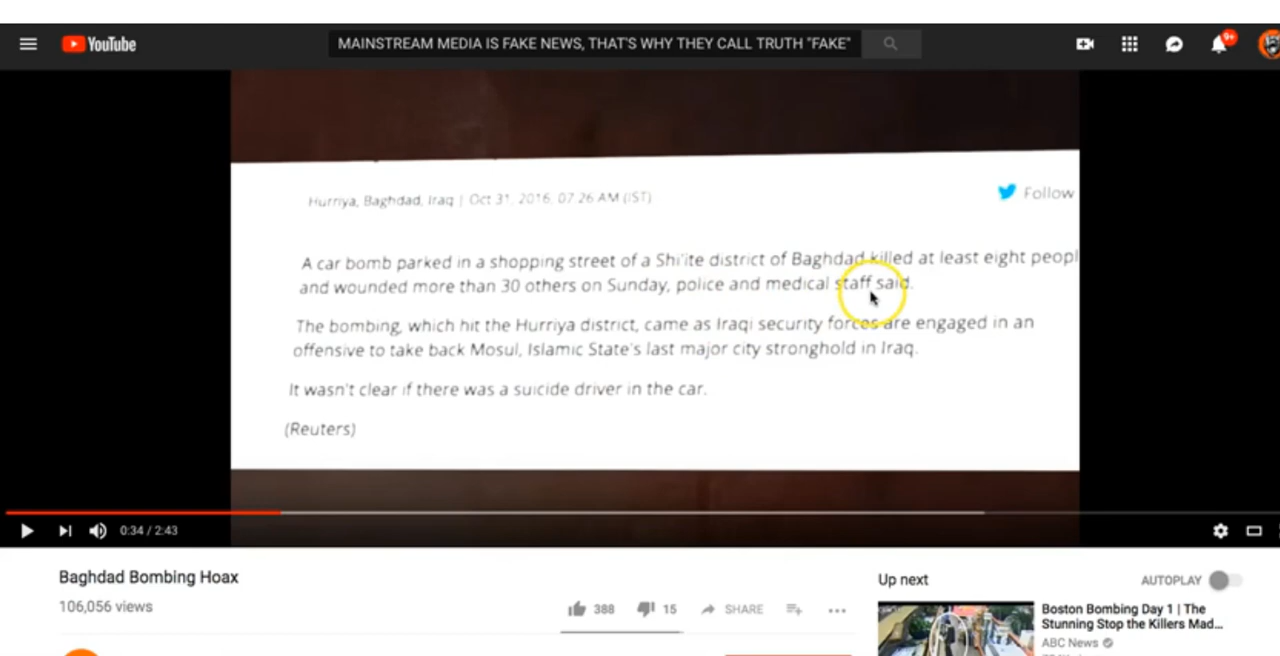 YouTube
MAINSTREAM MEDIA IS FAKE NEWS, THAT'S WHY THEY CALL TRUTH "FAKE"
9+
Hurriya, Baghdad, Iraq | Oct 31, 2016, 07:26 AM (IST)
Follow
A car bomb parked in a shopping street of a Shi'ite district of Baghdad killed at least eight peopl
and wounded more than 30 others on Sunday, police and medical staff said.
The bombing, which hit the Hurriya district, came as Iraqi security forces are engaged in an
offensive to take back Mosul, Islamic State's last major city stronghold in Iraq.
It wasn't clear if there was a suicide driver in the car.
(Reuters)
0:34 / 2:43
Baghdad Bombing Hoax
106,056 views
388
15
SHARE
Up next
AUTOPLAY
Boston Bombing Day 1 | The
Stunning Stop the Killers Mad...
ABC News